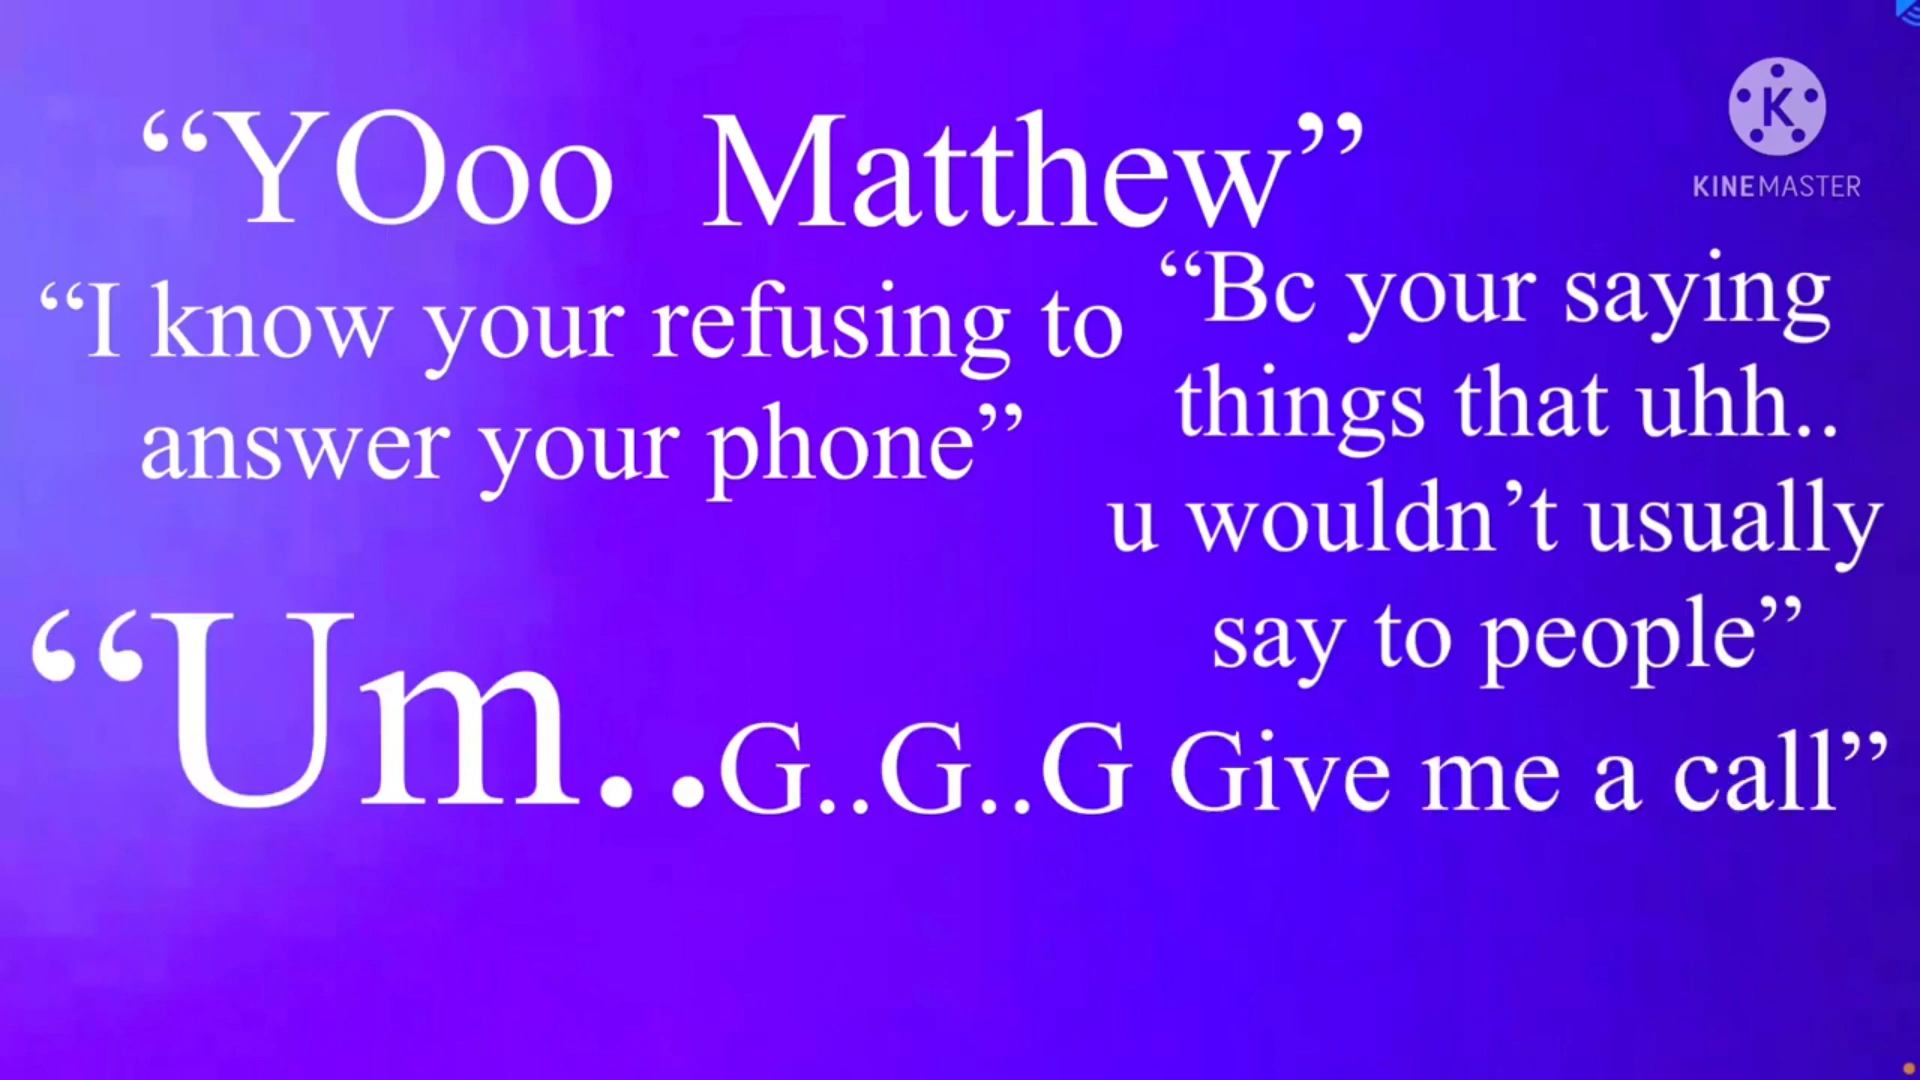 “YOoo Matthew”
K
KINEMASTER
“I know your refusing to
answer your phone”
“Bc your saying
things that uhh..
u wouldn’t usually
say to people”
“Um..G..G..G Give me a call”